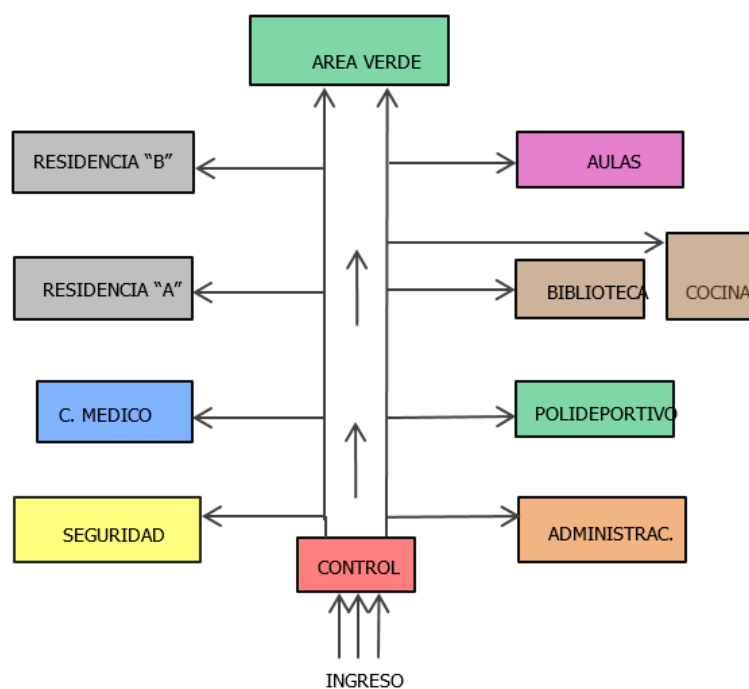 AREA VERDE
RESIDENCIA “B”
AULAS
RESIDENCIA “A”
BIBLIOTECA
COCINA
C. MEDICO
POLIDEPORTIVO
SEGURIDAD
ADMINISTRAC.
CONTROL
INGRESO